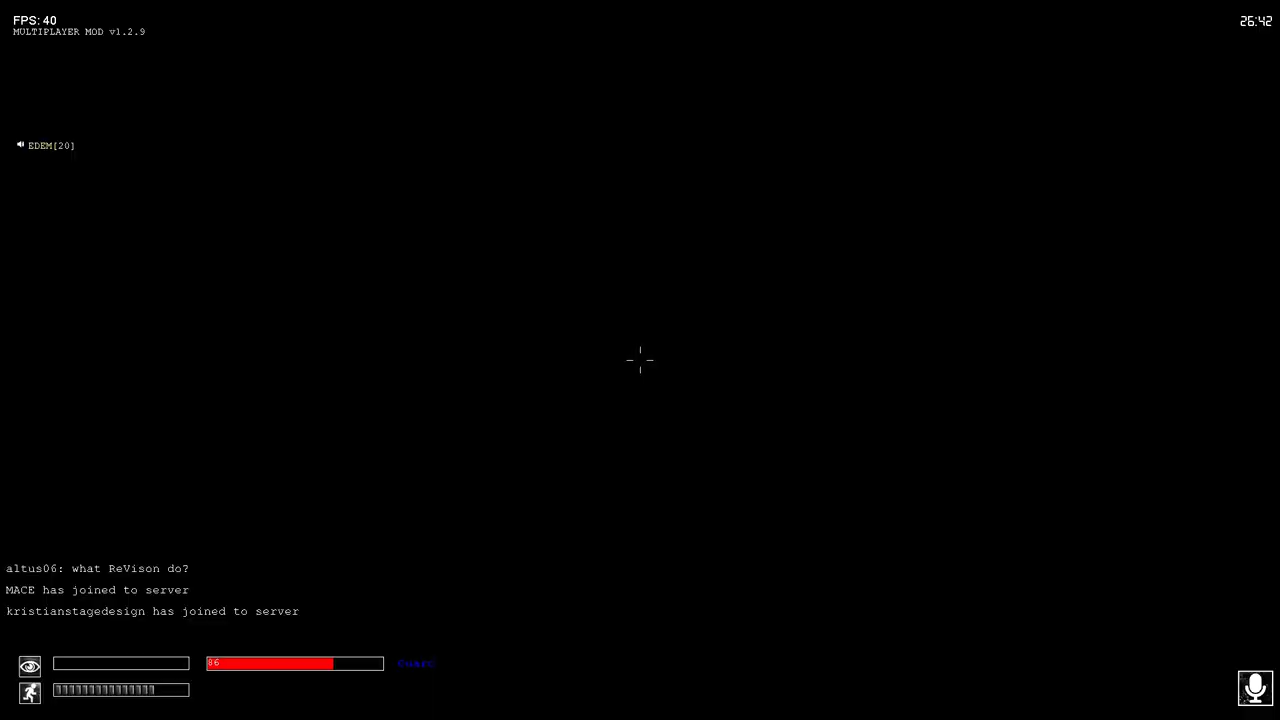 FPS: 40
26:42
MULTIPLAYER MOD v1.2.9
EDEM[20]
altus06: what ReVison do?
MACE has joined to server
kristianstagedesign has joined to server
86
Guard